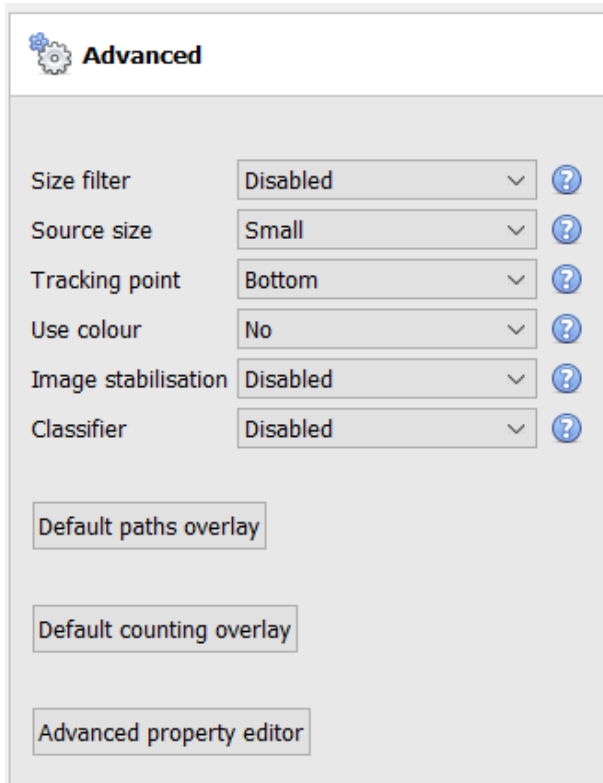 Advanced
Size filter Disabled
Source size Small
Tracking point Bottom
Use colour No
Image stabilisation Disabled
Classifier Disabled
Default paths overlay
Default counting overlay
Advanced property editor